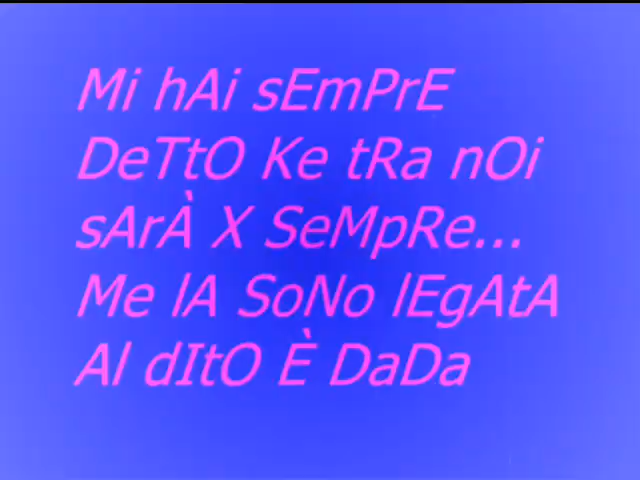 Mi hAi sEmPrE
DeTtO Ke tRa nOi
sArÀ X SeMpRe...
Me lA SoNo lEgAtA
Al dItO È DaDa